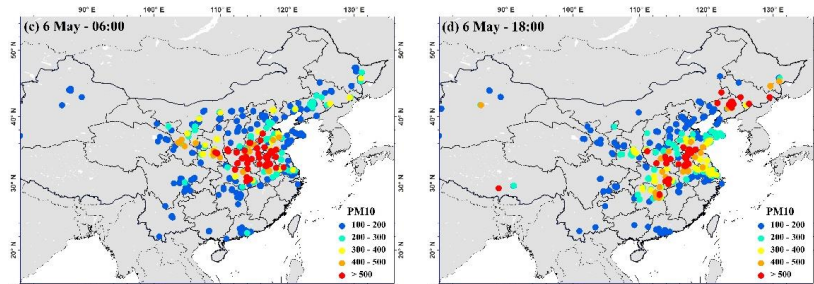 (c) 6 May - 06:00
50° N
40° N
30° N
20° N
PM10
100 - 200
200 - 300
300 - 400
400 - 500
> 500
80° E
90° E
100° E
110° E
120° E
130° E
(d) 6 May - 18:00
50° N
40° N
30° N
20° N
PM10
100 - 200
200 - 300
300 - 400
400 - 500
> 500
80° E
90° E
100° E
110° E
120° E
130° E